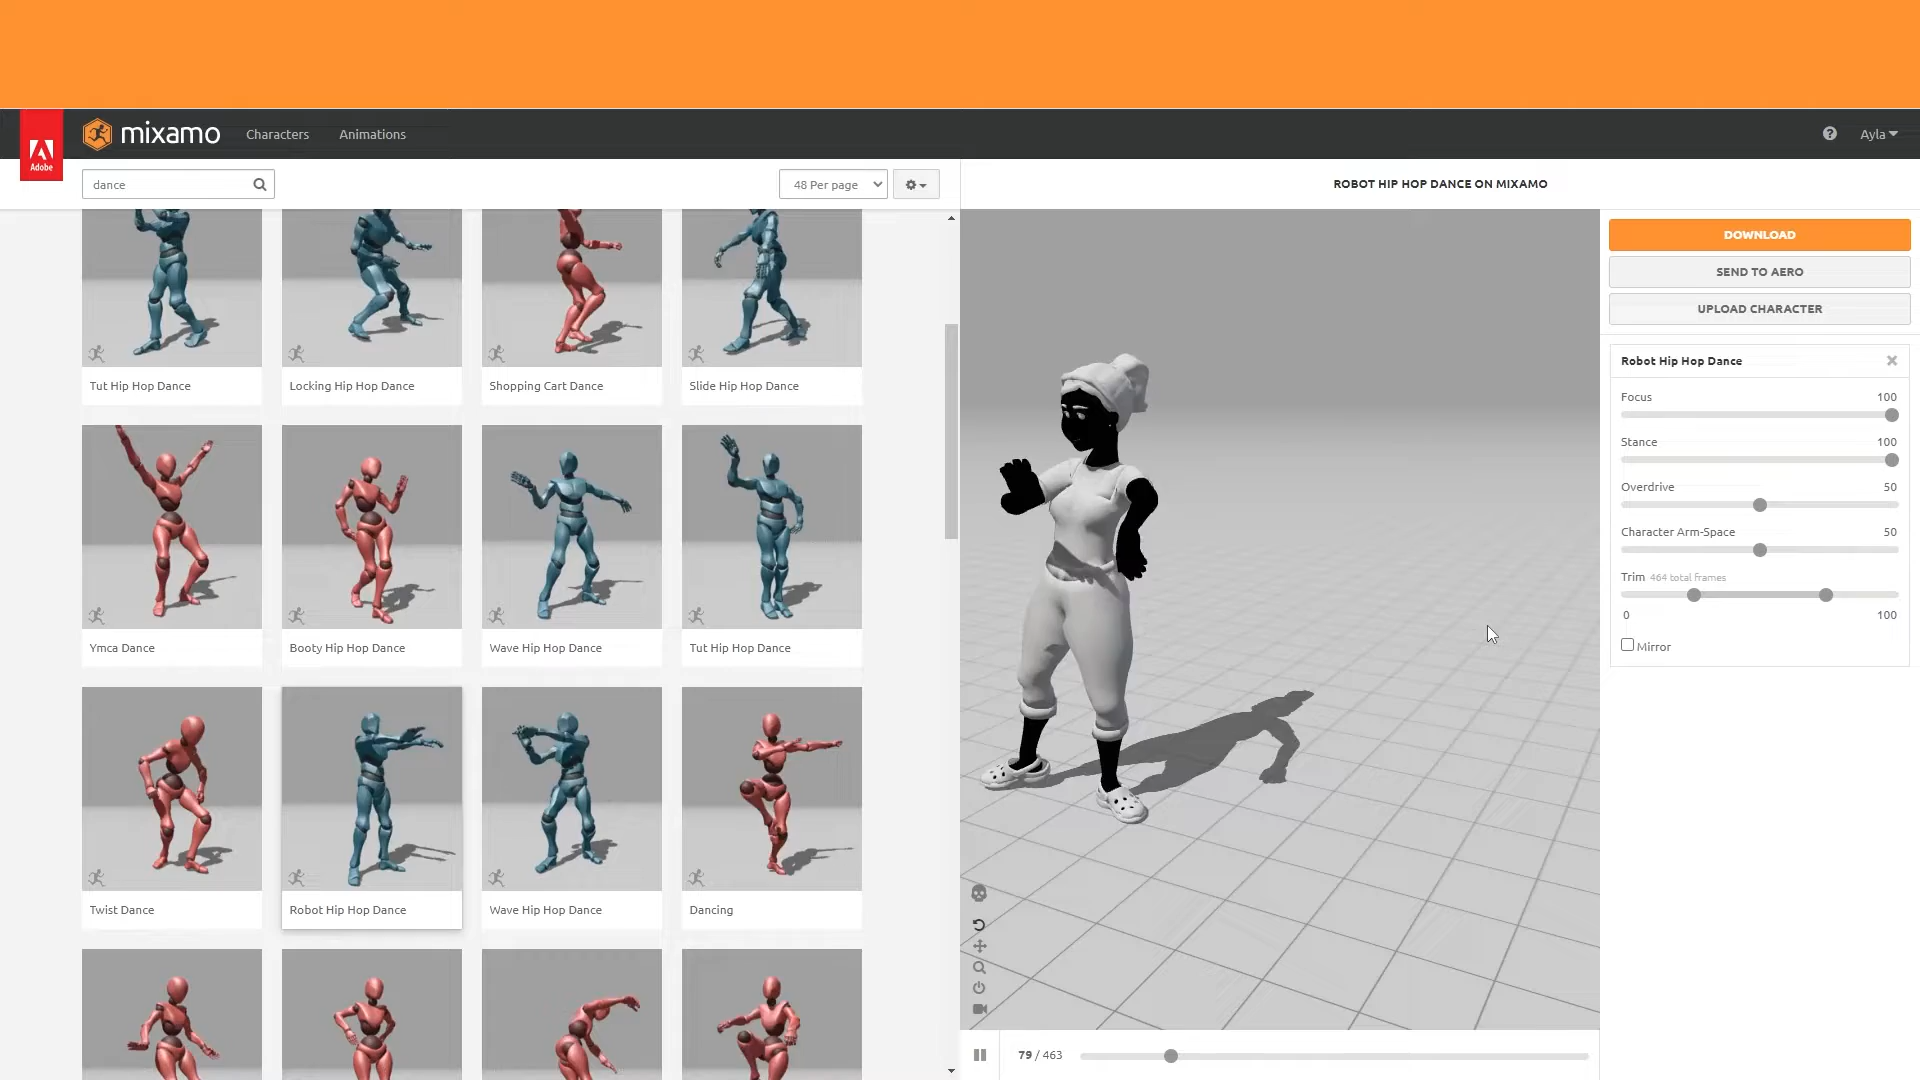 Adobe
mixamo
Characters
Animations
Ayla
dance
48 Per page
ROBOT HIP HOP DANCE ON MIXAMO
Tut Hip Hop Dance
Locking Hip Hop Dance
Shopping Cart Dance
Slide Hip Hop Dance
Ymca Dance
Booty Hip Hop Dance
Wave Hip Hop Dance
Tut Hip Hop Dance
Twist Dance
Robot Hip Hop Dance
Wave Hip Hop Dance
Dancing
79 / 463
DOWNLOAD
SEND TO AERO
UPLOAD CHARACTER
Robot Hip Hop Dance
Focus 100
Stance 100
Overdrive 50
Character Arm-Space 50
Trim 464 total frames
0 100
Mirror